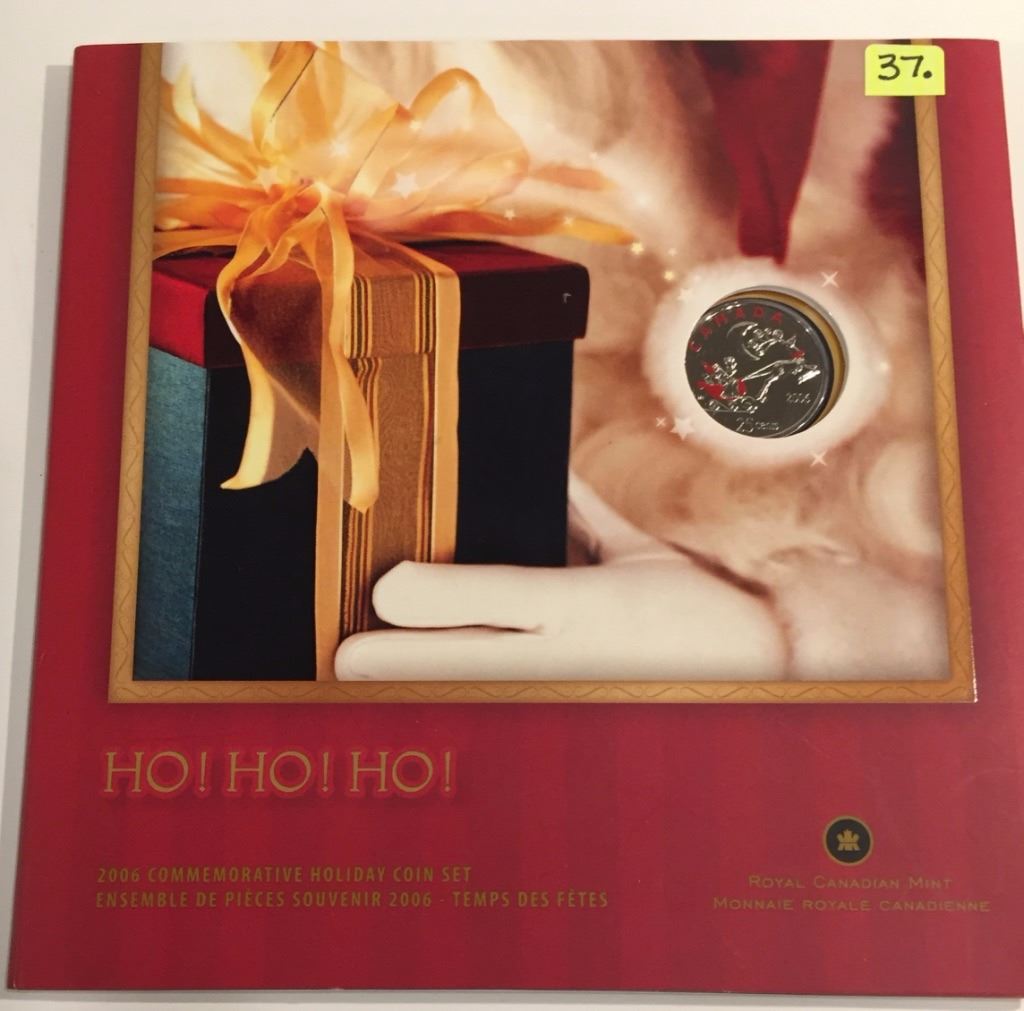 37.
CANADA
2006
25 cents
HO! HO! HO!
2006 COMMEMORATIVE HOLIDAY COIN SET
ENSEMBLE DE PIÈCES SOUVENIR 2006 - TEMPS DES FÊTES
ROYAL CANADIAN MINT
MONNAIE ROYALE CANADIENNE